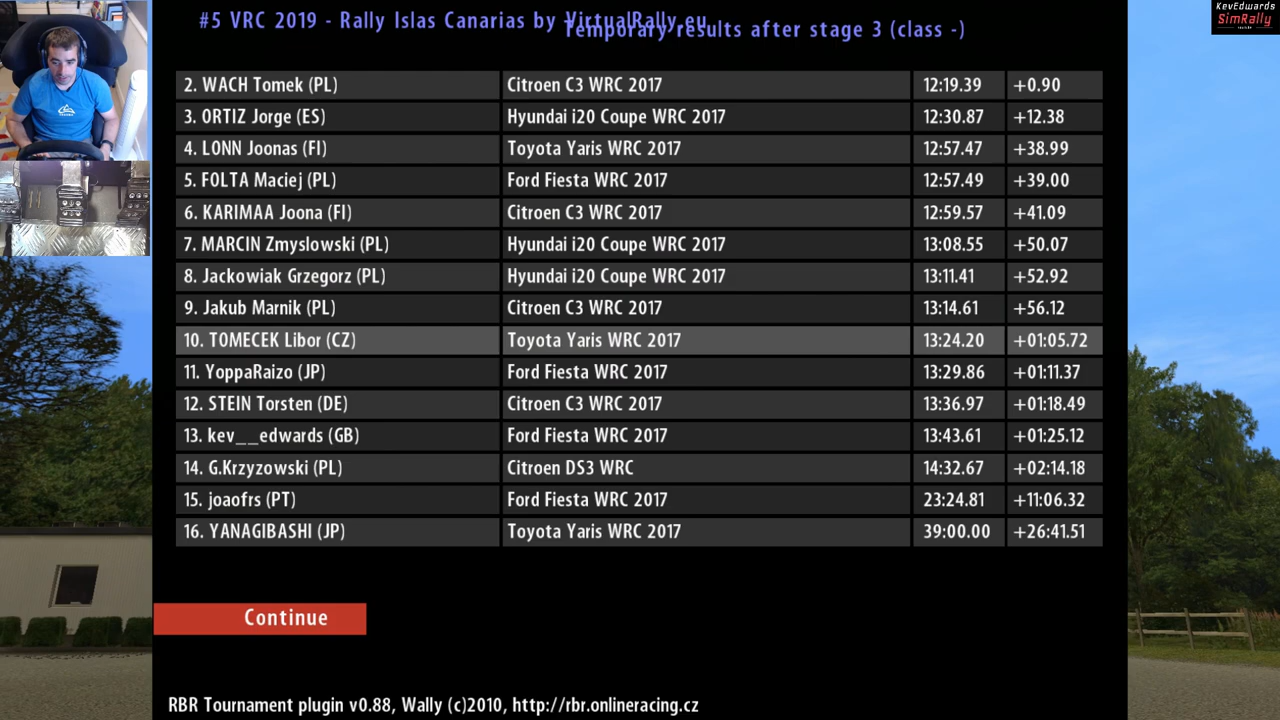 #5 VRC 2019 - Rally Islas Canarias by VirtualRally.eu
Temporary results after stage 3 (class -)
KevEdwards
SimRally
2. WACH Tomek (PL) Citroen C3 WRC 2017 12:19.39 +0.90
3. ORTIZ Jorge (ES) Hyundai i20 Coupe WRC 2017 12:30.87 +12.38
4. LONN Joonas (FI) Toyota Yaris WRC 2017 12:57.47 +38.99
5. FOLTA Maciej (PL) Ford Fiesta WRC 2017 12:57.49 +39.00
6. KARIMAA Joona (FI) Citroen C3 WRC 2017 12:59.57 +41.09
7. MARCIN Zmyslowski (PL) Hyundai i20 Coupe WRC 2017 13:08.55 +50.07
8. Jackowiak Grzegorz (PL) Hyundai i20 Coupe WRC 2017 13:11.41 +52.92
9. Jakub Marnik (PL) Citroen C3 WRC 2017 13:14.61 +56.12
10. TOMECEK Libor (CZ) Toyota Yaris WRC 2017 13:24.20 +01:05.72
11. YoppaRaizo (JP) Ford Fiesta WRC 2017 13:29.86 +01:11.37
12. STEIN Torsten (DE) Citroen C3 WRC 2017 13:36.97 +01:18.49
13. kev__edwards (GB) Ford Fiesta WRC 2017 13:43.61 +01:25.12
14. G.Krzyzowski (PL) Citroen DS3 WRC 14:32.67 +02:14.18
15. joaofrs (PT) Ford Fiesta WRC 2017 23:24.81 +11:06.32
16. YANAGIBASHI (JP) Toyota Yaris WRC 2017 39:00.00 +26:41.51
Continue
RBR Tournament plugin v0.88, Wally (c)2010, http://rbr.onlineracing.cz